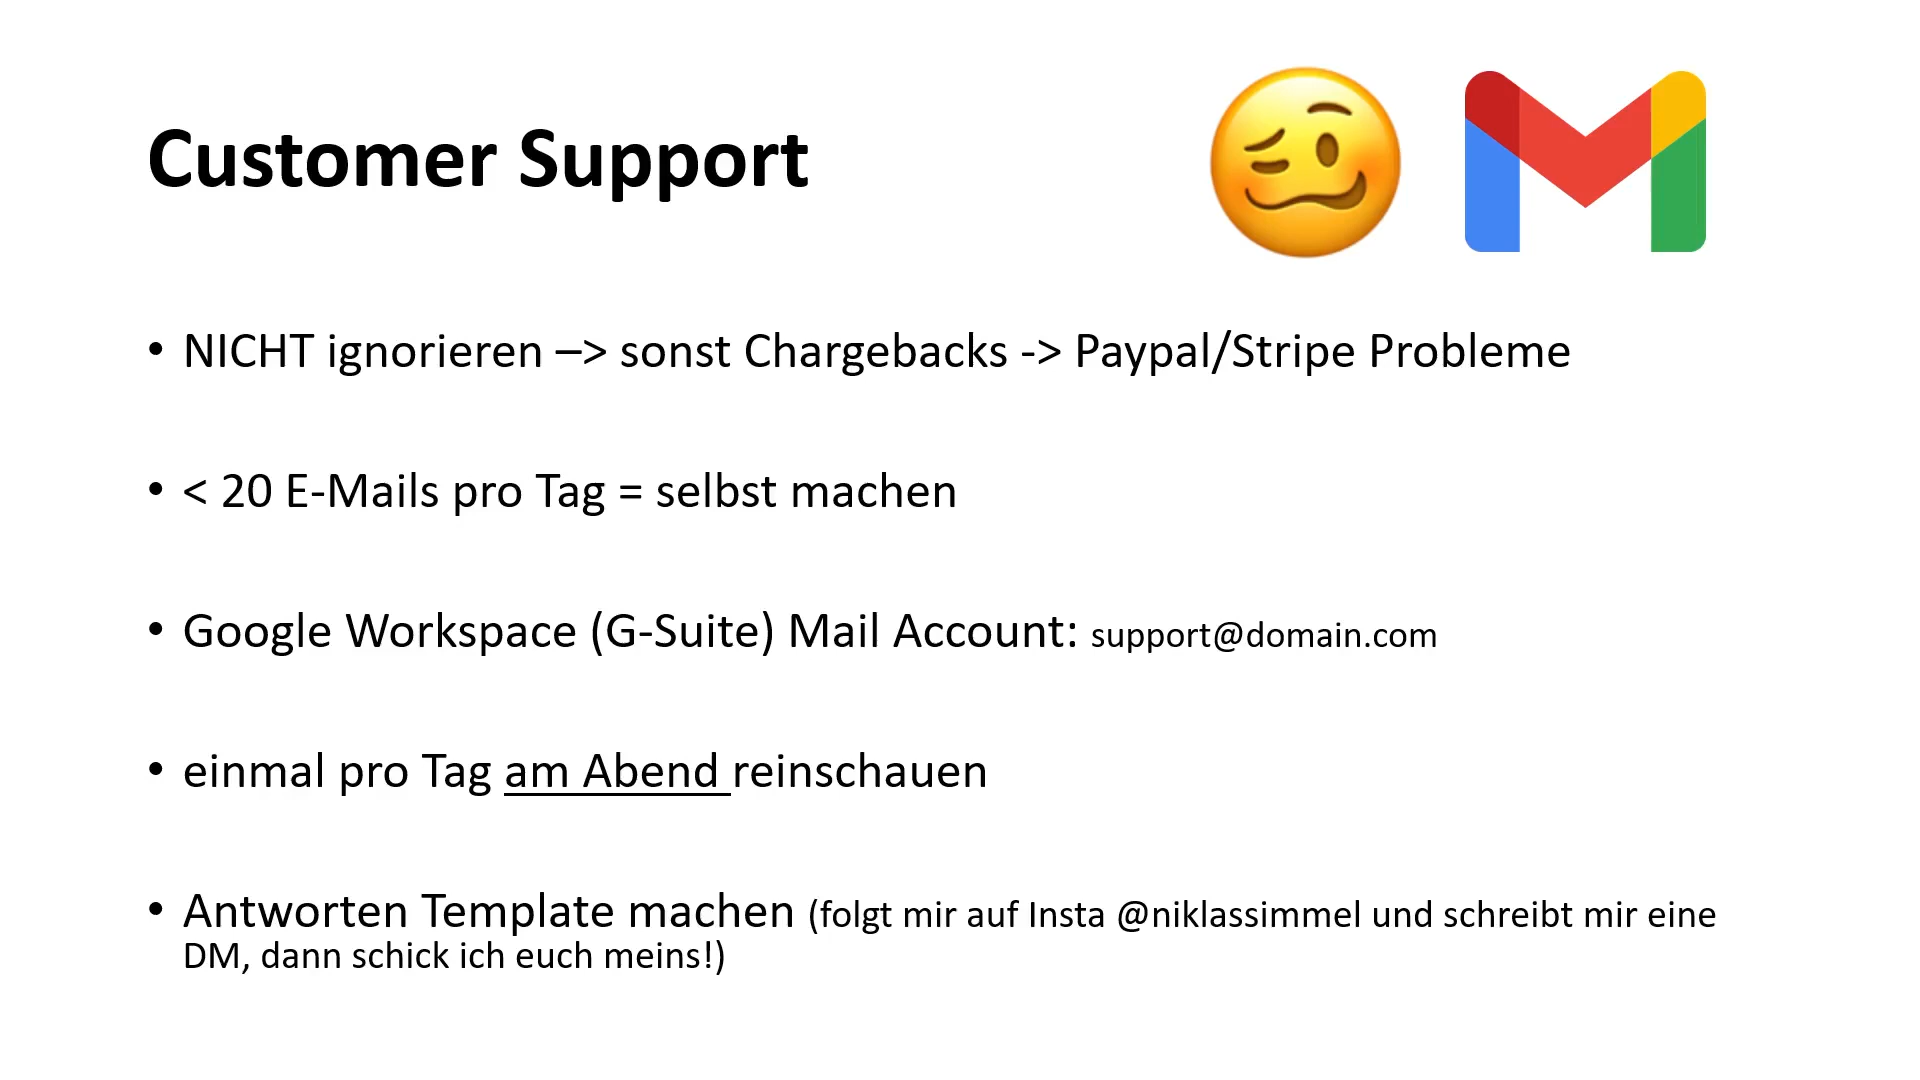 Customer Support
• NICHT ignorieren –> sonst Chargebacks -> Paypal/Stripe Probleme
• < 20 E-Mails pro Tag = selbst machen
• Google Workspace (G-Suite) Mail Account: support@domain.com
• einmal pro Tag am Abend reinschauen
• Antworten Template machen (folgt mir auf Insta @niklassimmel und schreibt mir eine
DM, dann schick ich euch meins!)